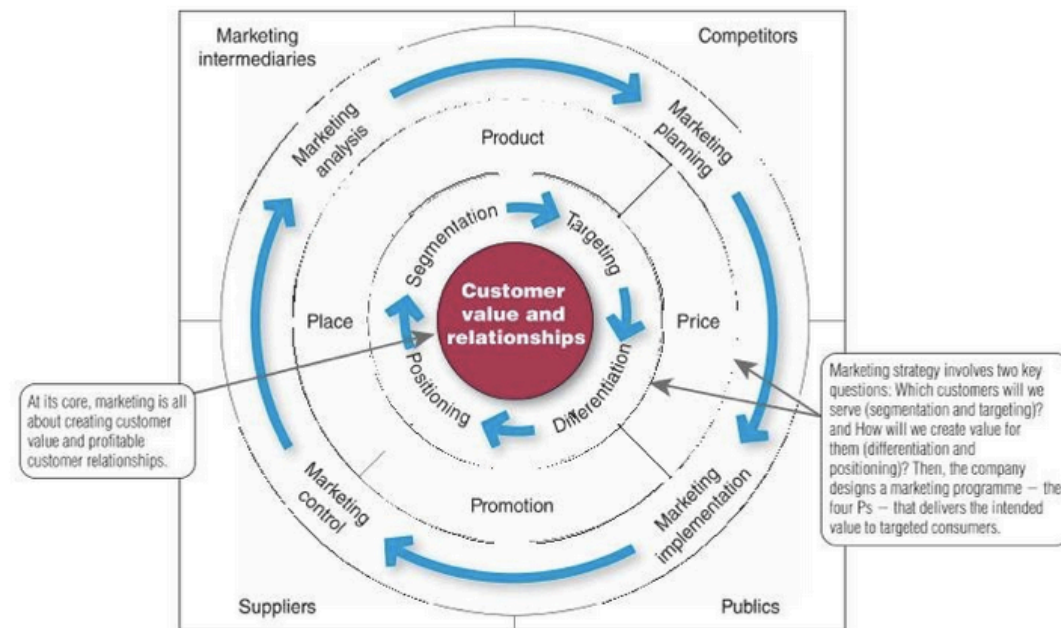 Marketing
intermediaries
Competitors
Marketing
analysis
Marketing
planning
Product
Segmentation
Targeting
Customer
value and
relationships
Place
Price
Positioning
Differentiation
At its core, marketing is all
about creating customer
value and profitable
customer relationships.
Marketing strategy involves two key
questions: Which customers will we
serve (segmentation and targeting)?
and How will we create value for
them (differentiation and
positioning)? Then, the company
designs a marketing programme – the
four Ps – that delivers the intended
value to targeted consumers.
Promotion
Marketing
control
Marketing
implementation
Suppliers
Publics